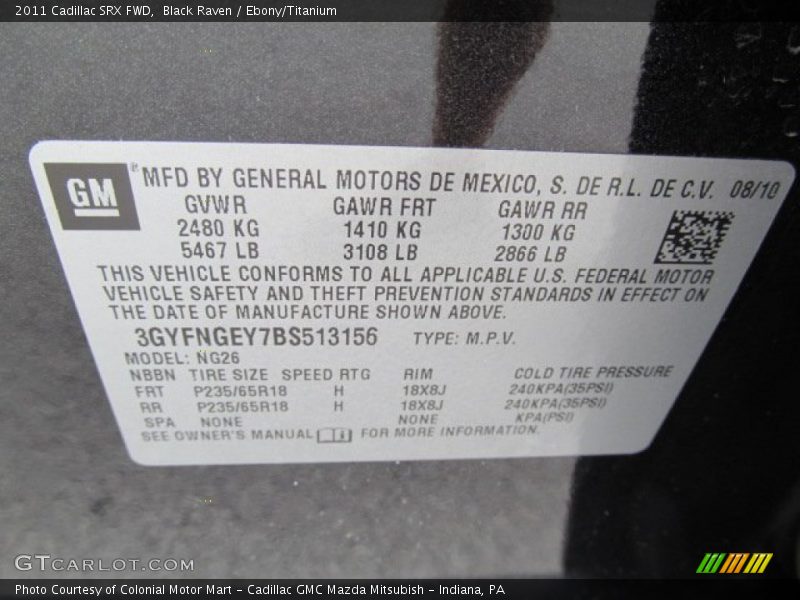 2011 Cadillac SRX FWD,  Black Raven / Ebony/Titanium
GM ® MFD BY GENERAL MOTORS DE MEXICO, S. DE R.L. DE C.V. 08/10
GVWR GAWR FRT GAWR RR
2480 KG 1410 KG 1300 KG
5467 LB 3108 LB 2866 LB
THIS VEHICLE CONFORMS TO ALL APPLICABLE U.S. FEDERAL MOTOR
VEHICLE SAFETY AND THEFT PREVENTION STANDARDS IN EFFECT ON
THE DATE OF MANUFACTURE SHOWN ABOVE.
3GYFNGEY7BS513156 TYPE: M.P.V.
MODEL: NG26
NBBN TIRE SIZE SPEED RTG RIM COLD TIRE PRESSURE
FRT P235/65R18 H 18X8J 240KPA(35PSI)
RR P235/65R18 H 18X8J 240KPA(35PSI)
SPA NONE NONE KPA(PSI)
SEE OWNER'S MANUAL FOR MORE INFORMATION.
GTCARLOT.COM
Photo Courtesy of Colonial Motor Mart - Cadillac GMC Mazda Mitsubish - Indiana, PA